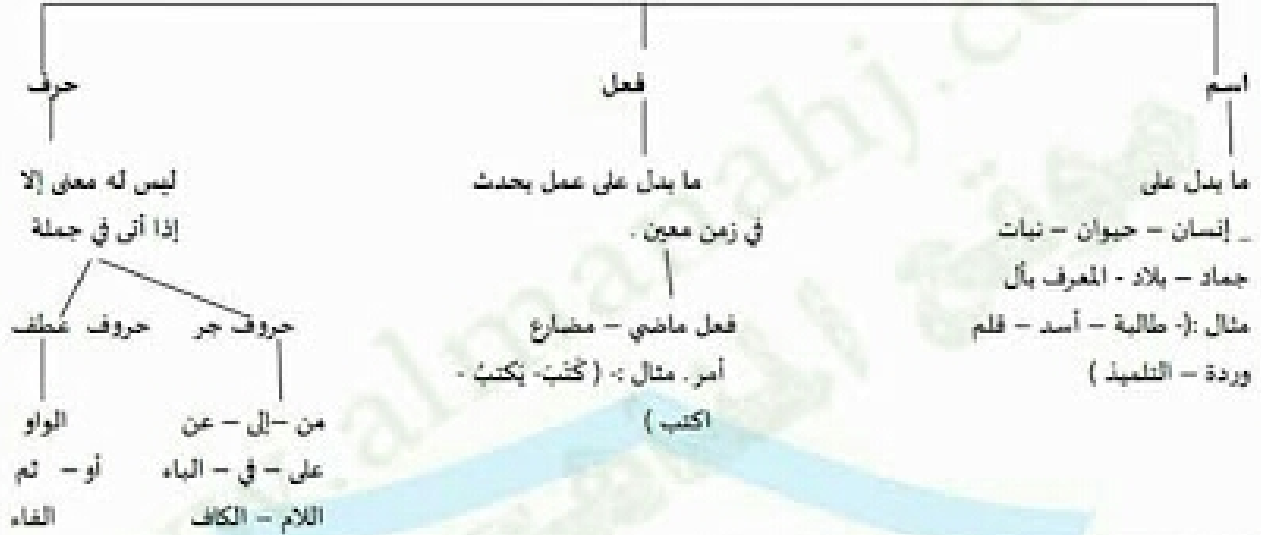 اسم
فعل
حرف
ما يدل على
_ إنسان – حيوان – نبات
جماد – بلاد - المعرف بأل
مثال :(- طالبة – أسد – قلم
وردة – التلميذ )
ما يدل على عمل يحدث
في زمن معين .
فعل ماضي – مضارع
أمر . مثال :- ( كَتَبَ- يَكتبُ -
اكتب )
ليس له معنى إلا
إذا أتى في جملة
حروف جر
من –إلى – عن
على – في – الباء
اللام – الكاف
حروف عطف
الواو
أو – ثم
الفاء
almanahj.co